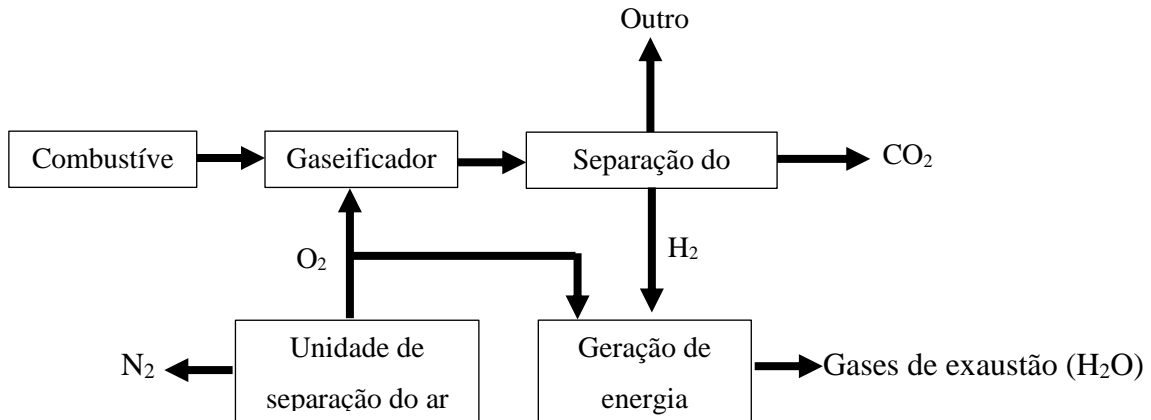 Outro
Combustíve
Gaseificador
Separação do
CO₂
O₂
H₂
N₂
Unidade de
separação do ar
Geração de
energia
Gases de exaustão (H₂O)